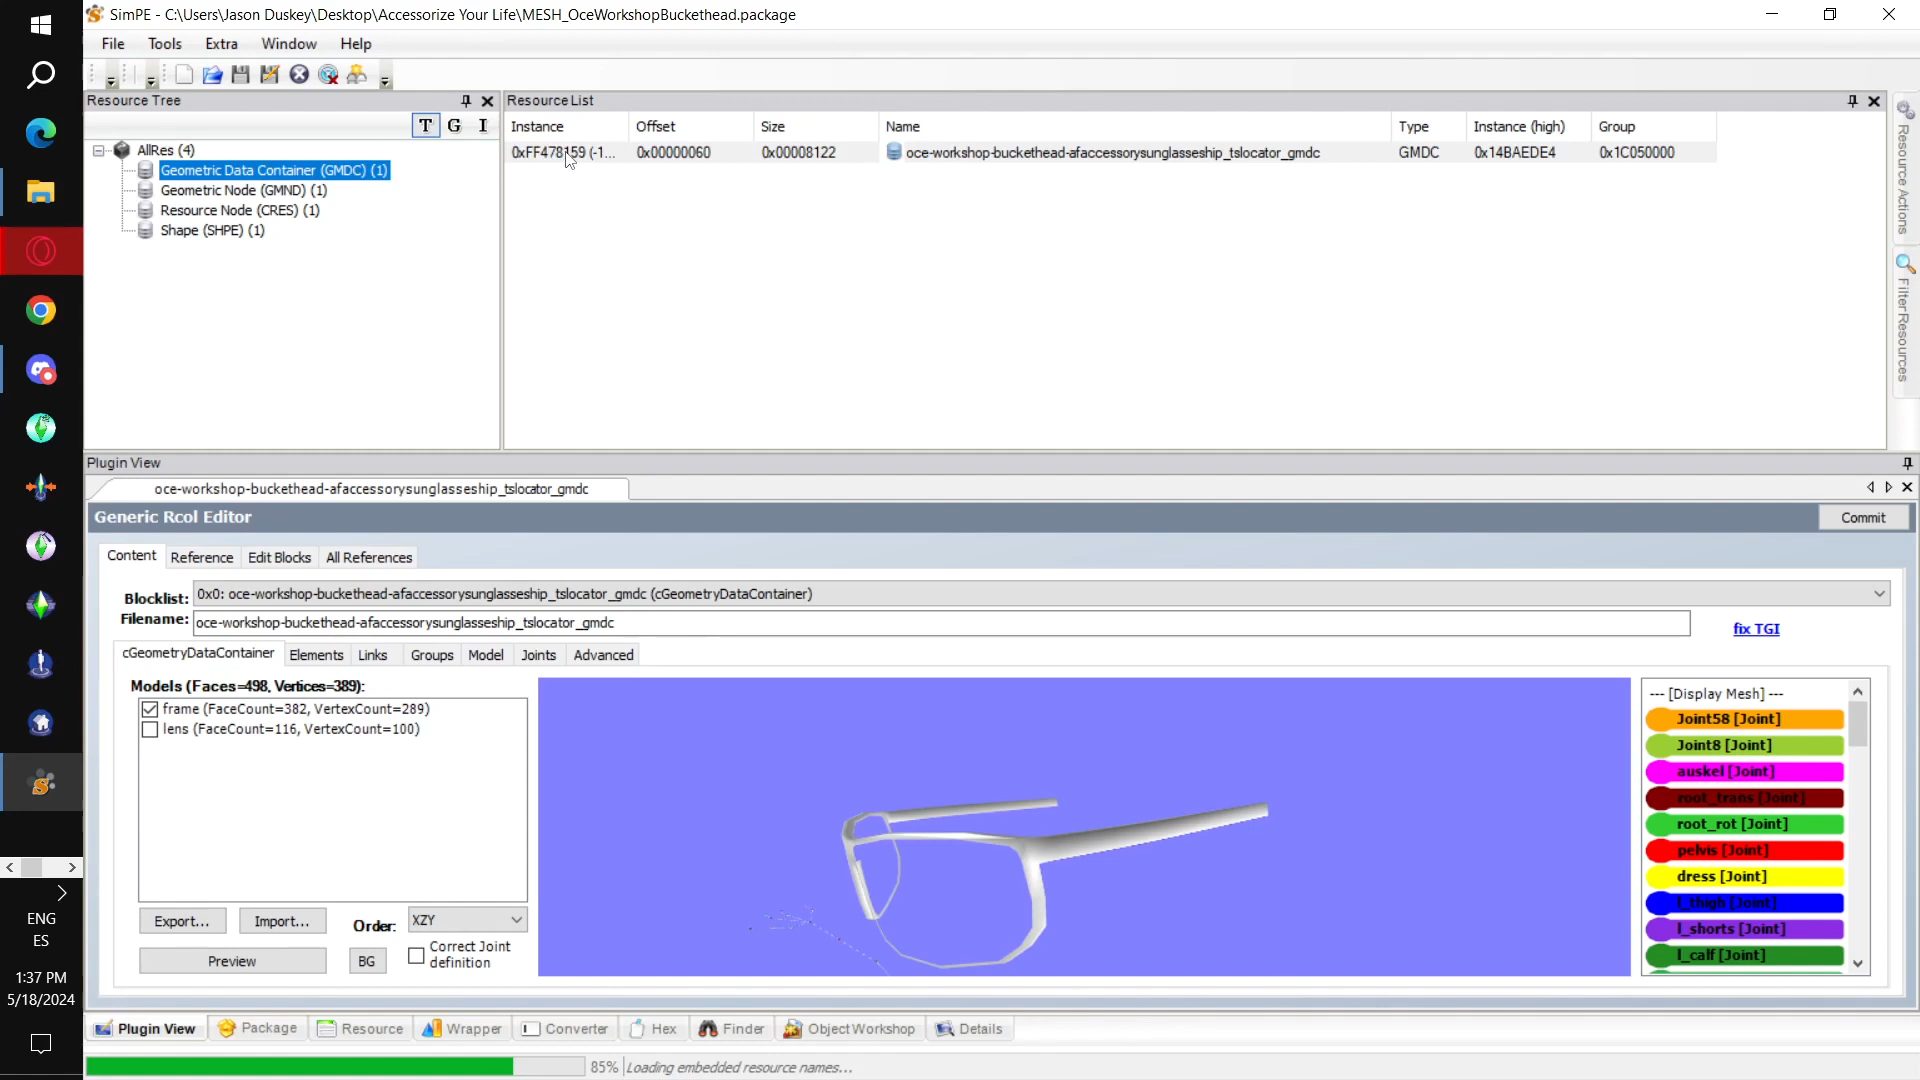 SimPE - C:\Users\Jason Duskey\Desktop\Accessorize Your Life\MESH_OceWorkshopBuckethead.package
File Tools Extra Window Help
Resource Tree
T G I
AllRes (4)
Geometric Data Container (GMDC) (1)
Geometric Node (GMND) (1)
Resource Node (CRES) (1)
Shape (SHPE) (1)
Resource List
Instance Offset Size Name Type Instance (high) Group
0xFF478159 (-1... 0x00000060 0x00008122 oce-workshop-buckethead-afaccessorysunglasseship_tslocator_gmdc GMDC 0x14BAEDE4 0x1C050000
Resource Actions
Filter Resources
Plugin View
oce-workshop-buckethead-afaccessorysunglasseship_tslocator_gmdc
Generic Rcol Editor
Commit
Content Reference Edit Blocks All References
Blocklist: 0x0: oce-workshop-buckethead-afaccessorysunglasseship_tslocator_gmdc (cGeometryDataContainer)
Filename: oce-workshop-buckethead-afaccessorysunglasseship_tslocator_gmdc
fix TGI
cGeometryDataContainer Elements Links Groups Model Joints Advanced
Models (Faces=498, Vertices=389):
frame (FaceCount=382, VertexCount=289)
lens (FaceCount=116, VertexCount=100)
Export... Import... Order: XZY
Preview BG Correct Joint definition
--- [Display Mesh] ---
Joint58 [Joint]
Joint8 [Joint]
auskel [Joint]
root_trans [Joint]
root_rot [Joint]
pelvis [Joint]
dress [Joint]
l_thigh [Joint]
l_shorts [Joint]
l_calf [Joint]
Plugin View Package Resource Wrapper Converter Hex Finder Object Workshop Details
85% Loading embedded resource names...
ENG
ES
1:37 PM
5/18/2024